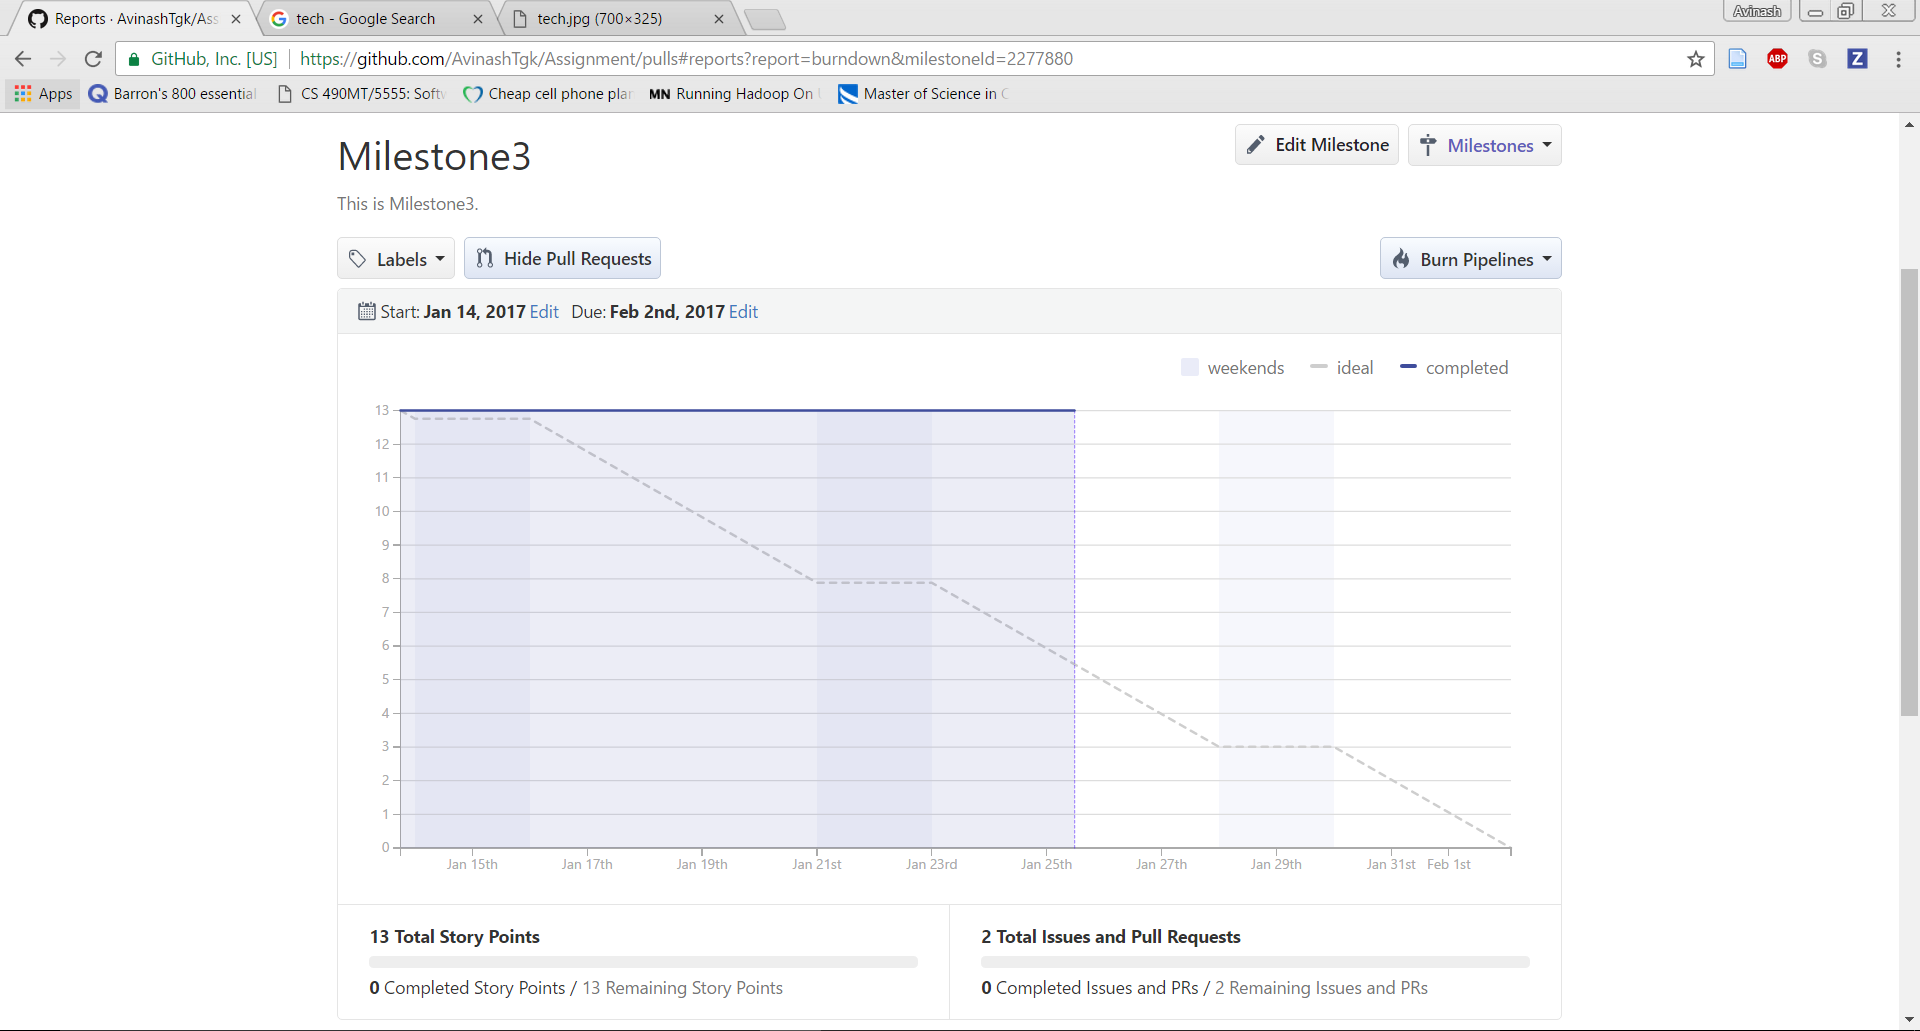 Reports · AvinashTgk/Ass
tech - Google Search
tech.jpg (700×325)
Avinash
GitHub, Inc. [US]
https://github.com/AvinashTgk/Assignment/pulls#reports?report=burndown&milestoneId=2277880
ABP
S
Z
Apps
Barron's 800 essential
CS 490MT/5555: Softw
Cheap cell phone plan
MN Running Hadoop On
Master of Science in C
Milestone3
Edit Milestone
Milestones
This is Milestone3.
Labels
Hide Pull Requests
Burn Pipelines
Start: Jan 14, 2017 Edit Due: Feb 2nd, 2017 Edit
weekends
ideal
completed
13
12
11
10
9
8
7
6
5
4
3
2
1
0
Jan 15th
Jan 17th
Jan 19th
Jan 21st
Jan 23rd
Jan 25th
Jan 27th
Jan 29th
Jan 31st
Feb 1st
13 Total Story Points
0 Completed Story Points / 13 Remaining Story Points
2 Total Issues and Pull Requests
0 Completed Issues and PRs / 2 Remaining Issues and PRs